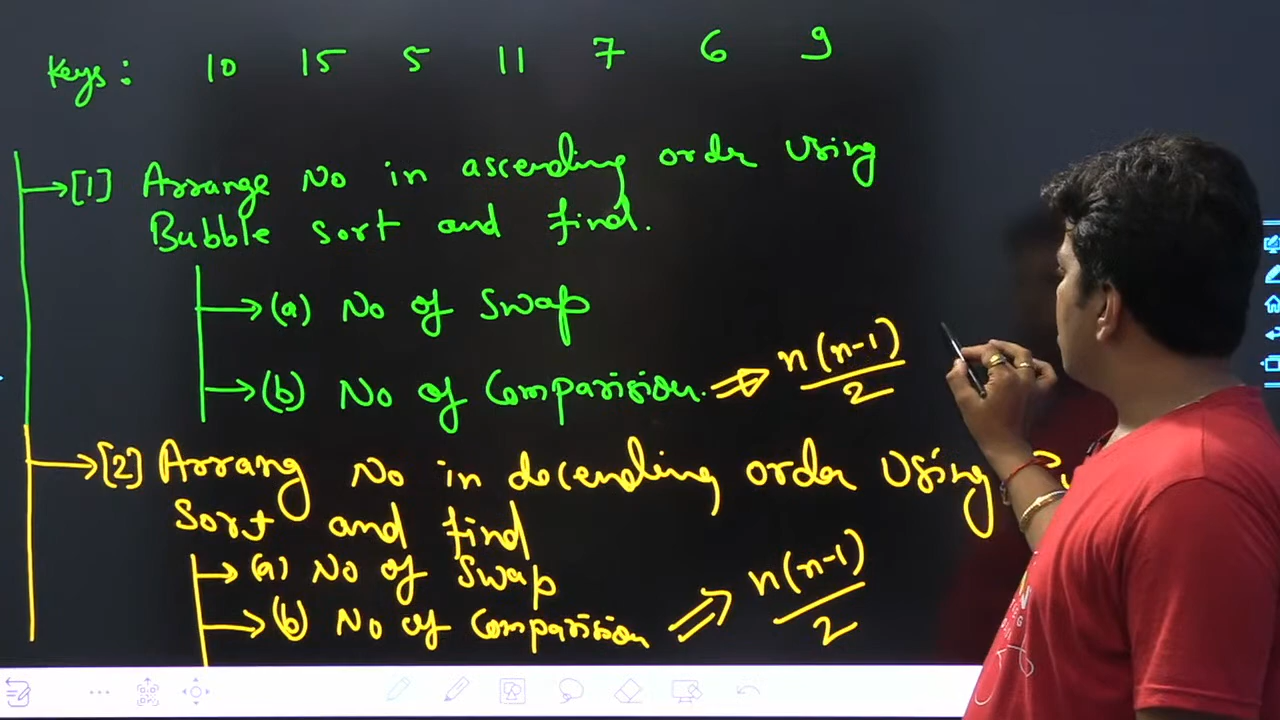 Keys: 10 15 5 11 7 6 9
[1] Arrange No in ascending order Using
Bubble sort and find.
(a) No of Swap
(b) No of Comparision. ⇒ n(n-1)/2
[2] Arrang No in decending order Using
Sort and find
(a) No of Swap
(b) No of Comparision ⇒ n(n-1)/2